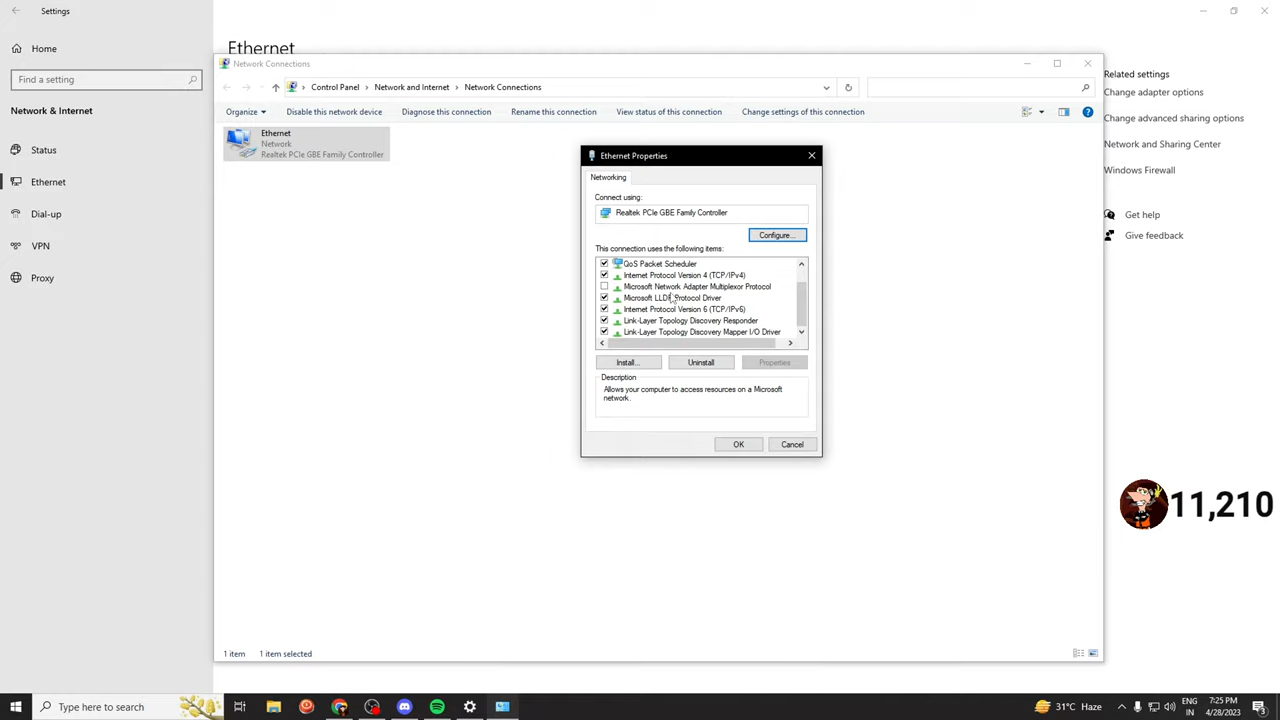 Settings
Home
Find a setting
Network & Internet
Status
Ethernet
Dial-up
VPN
Proxy
Ethernet
Network Connections
Control Panel > Network and Internet > Network Connections
Organize
Disable this network device
Diagnose this connection
Rename this connection
View status of this connection
Change settings of this connection
Ethernet
Network
Realtek PCIe GBE Family Controller
Ethernet Properties
Networking
Connect using:
Realtek PCIe GBE Family Controller
Configure...
This connection uses the following items:
QoS Packet Scheduler
Internet Protocol Version 4 (TCP/IPv4)
Microsoft Network Adapter Multiplexor Protocol
Microsoft LLDP Protocol Driver
Internet Protocol Version 6 (TCP/IPv6)
Link-Layer Topology Discovery Responder
Link-Layer Topology Discovery Mapper I/O Driver
Install...
Uninstall
Properties
Description
Allows your computer to access resources on a Microsoft
network.
OK
Cancel
1 item
1 item selected
Related settings
Change adapter options
Change advanced sharing options
Network and Sharing Center
Windows Firewall
Get help
Give feedback
11,210
Type here to search
31°C Haze
ENG
IN
7:25 PM
4/28/2023
3